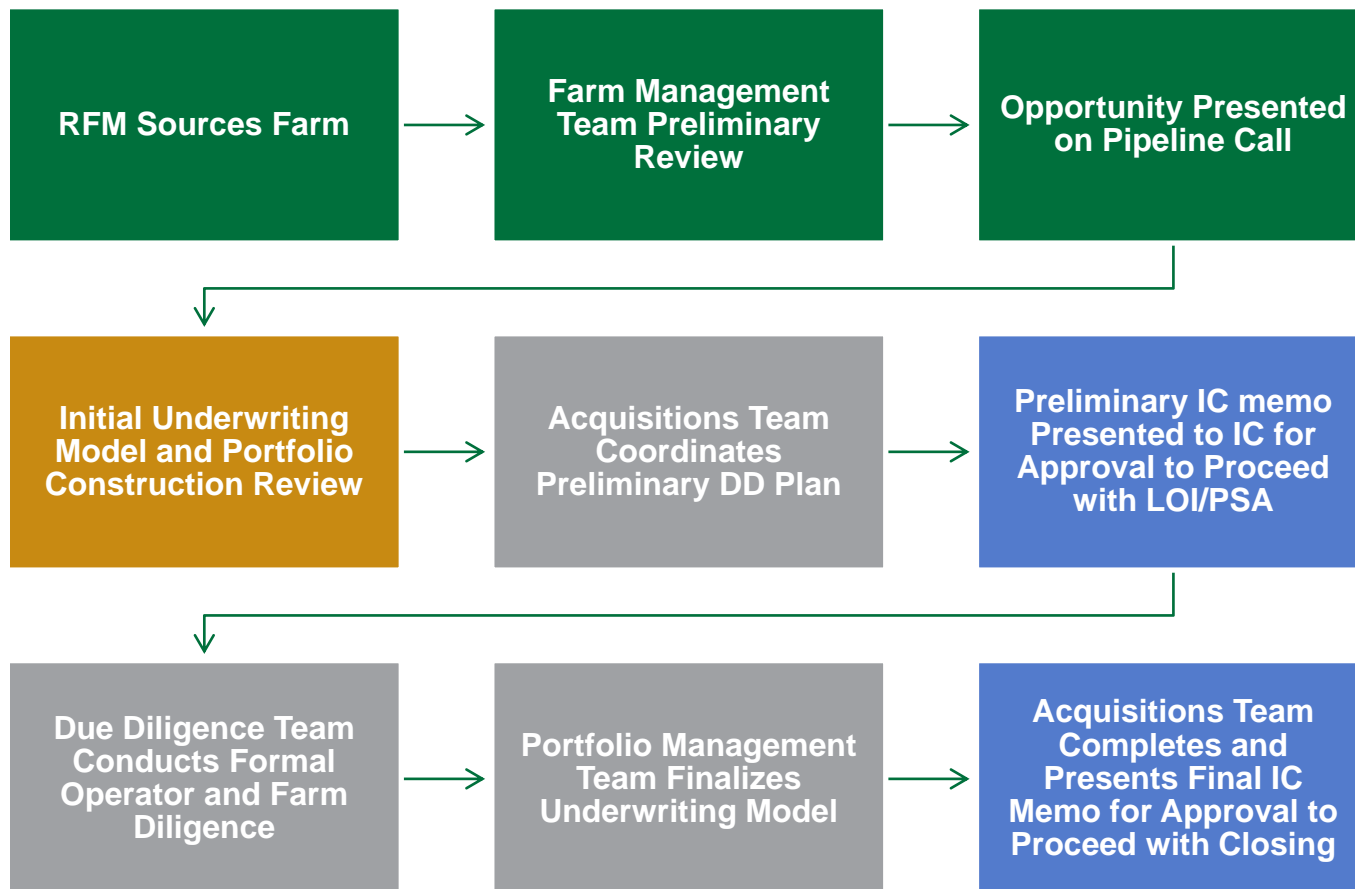 RFM Sources Farm
Farm Management
Team Preliminary
Review
Opportunity Presented
on Pipeline Call
Initial Underwriting
Model and Portfolio
Construction Review
Acquisitions Team
Coordinates
Preliminary DD Plan
Preliminary IC memo
Presented to IC for
Approval to Proceed
with LOI/PSA
Due Diligence Team
Conducts Formal
Operator and Farm
Diligence
Portfolio Management
Team Finalizes
Underwriting Model
Acquisitions Team
Completes and
Presents Final IC
Memo for Approval to
Proceed with Closing